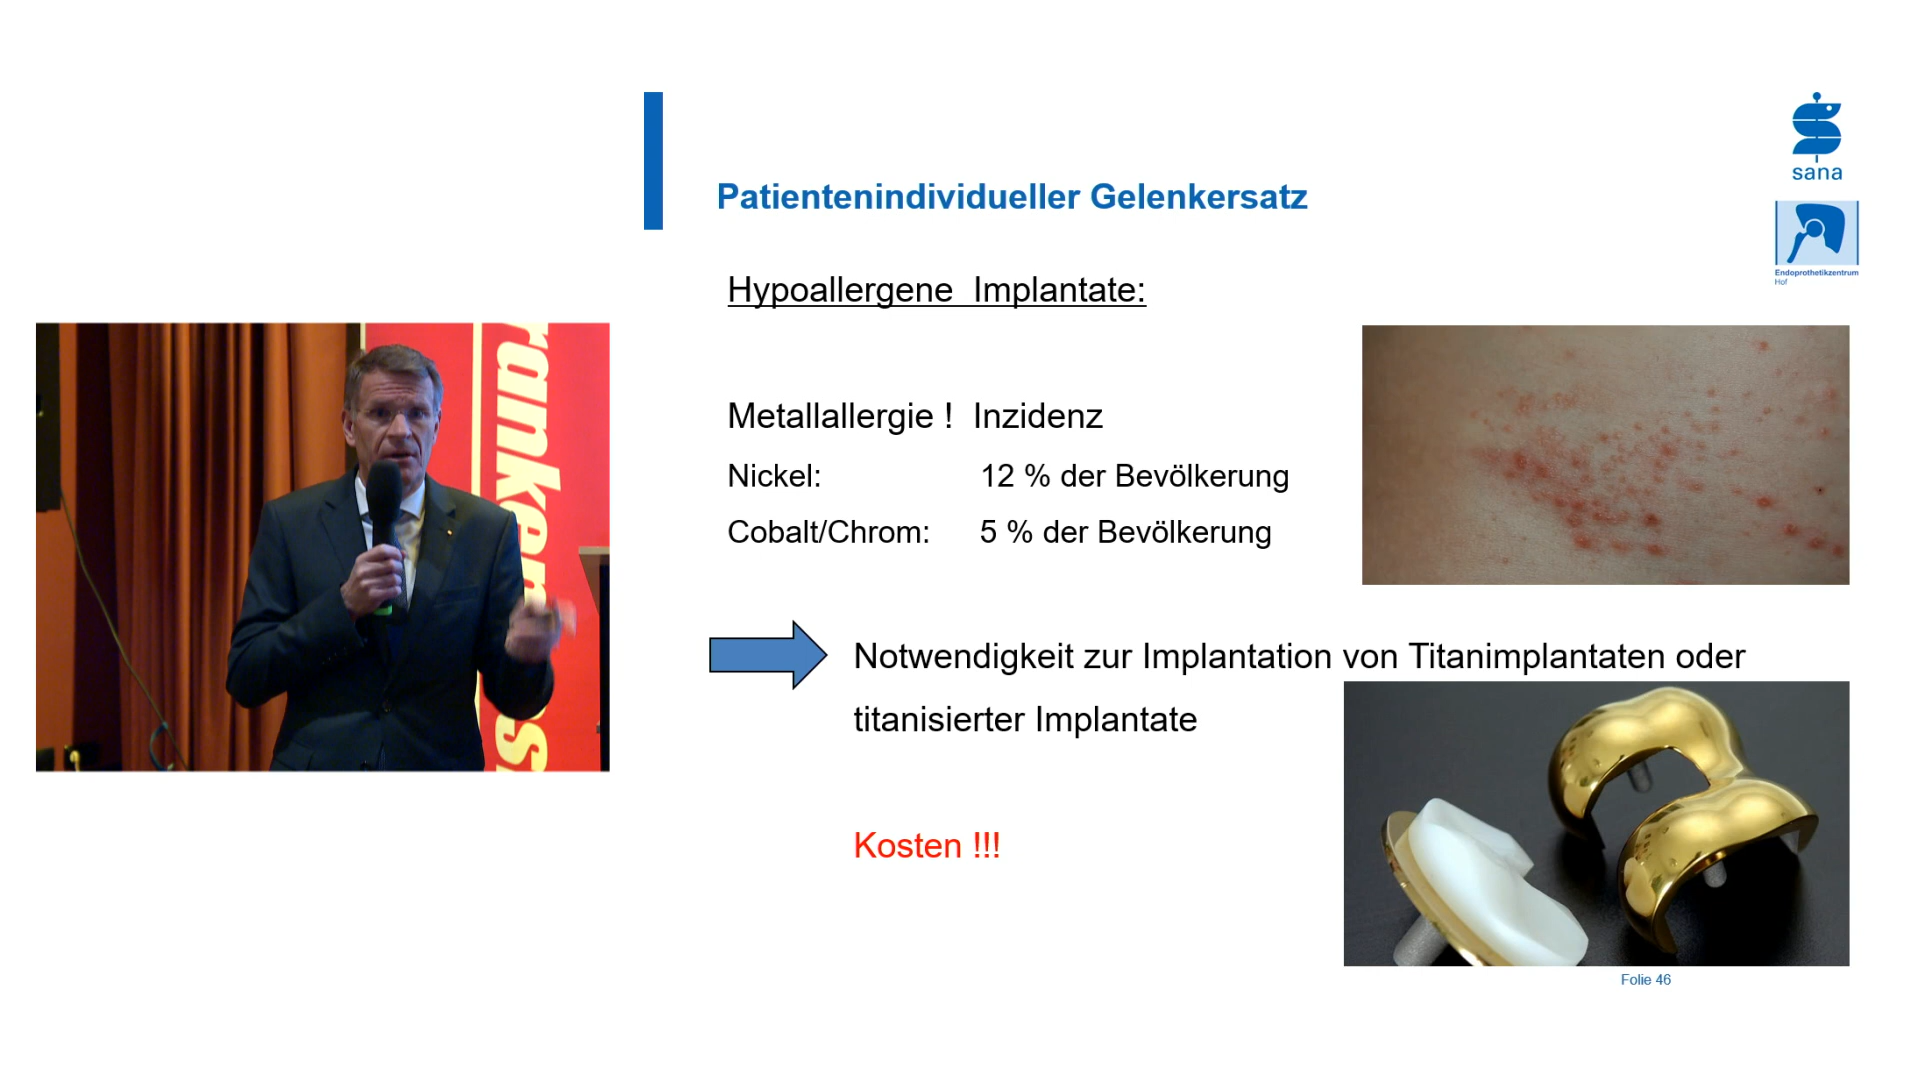 Patientenindividueller Gelenkersatz
sana
Endoprothetikzentrum
Hof
Hypoallergene Implantate:
Metallallergie ! Inzidenz
Nickel: 12 % der Bevölkerung
Cobalt/Chrom: 5 % der Bevölkerung
Notwendigkeit zur Implantation von Titanimplantaten oder
titanisierter Implantate
Kosten !!!
Folie 46